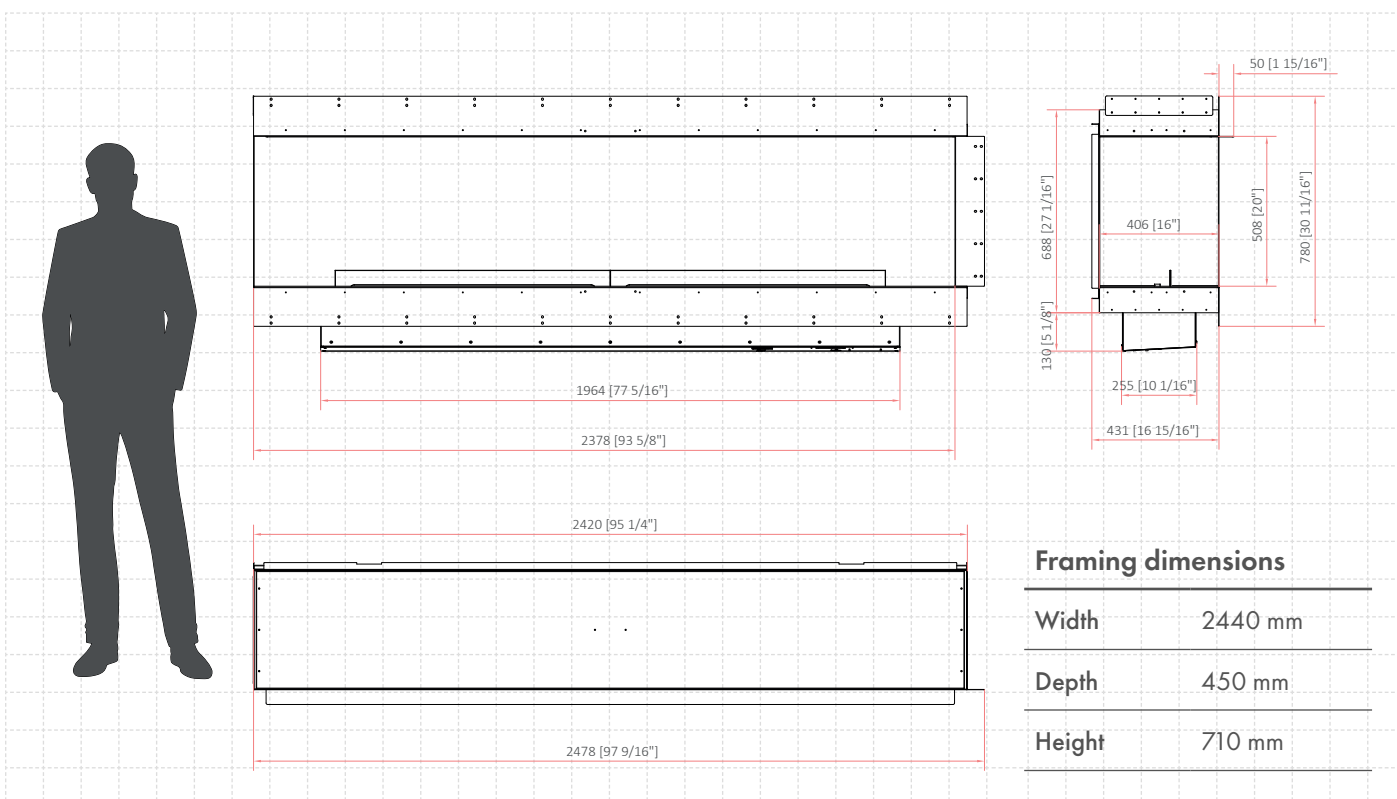 50 [1 15/16"]
688 [27 1/16"]
406 [16"]
508 [20"]
780 [30 11/16"]
130 [5 1/8"]
1964 [77 5/16"]
255 [10 1/16"]
2378 [93 5/8"]
431 [16 15/16"]
2420 [95 1/4"]
2478 [97 9/16"]
Framing dimensions
Width 2440 mm
Depth 450 mm
Height 710 mm